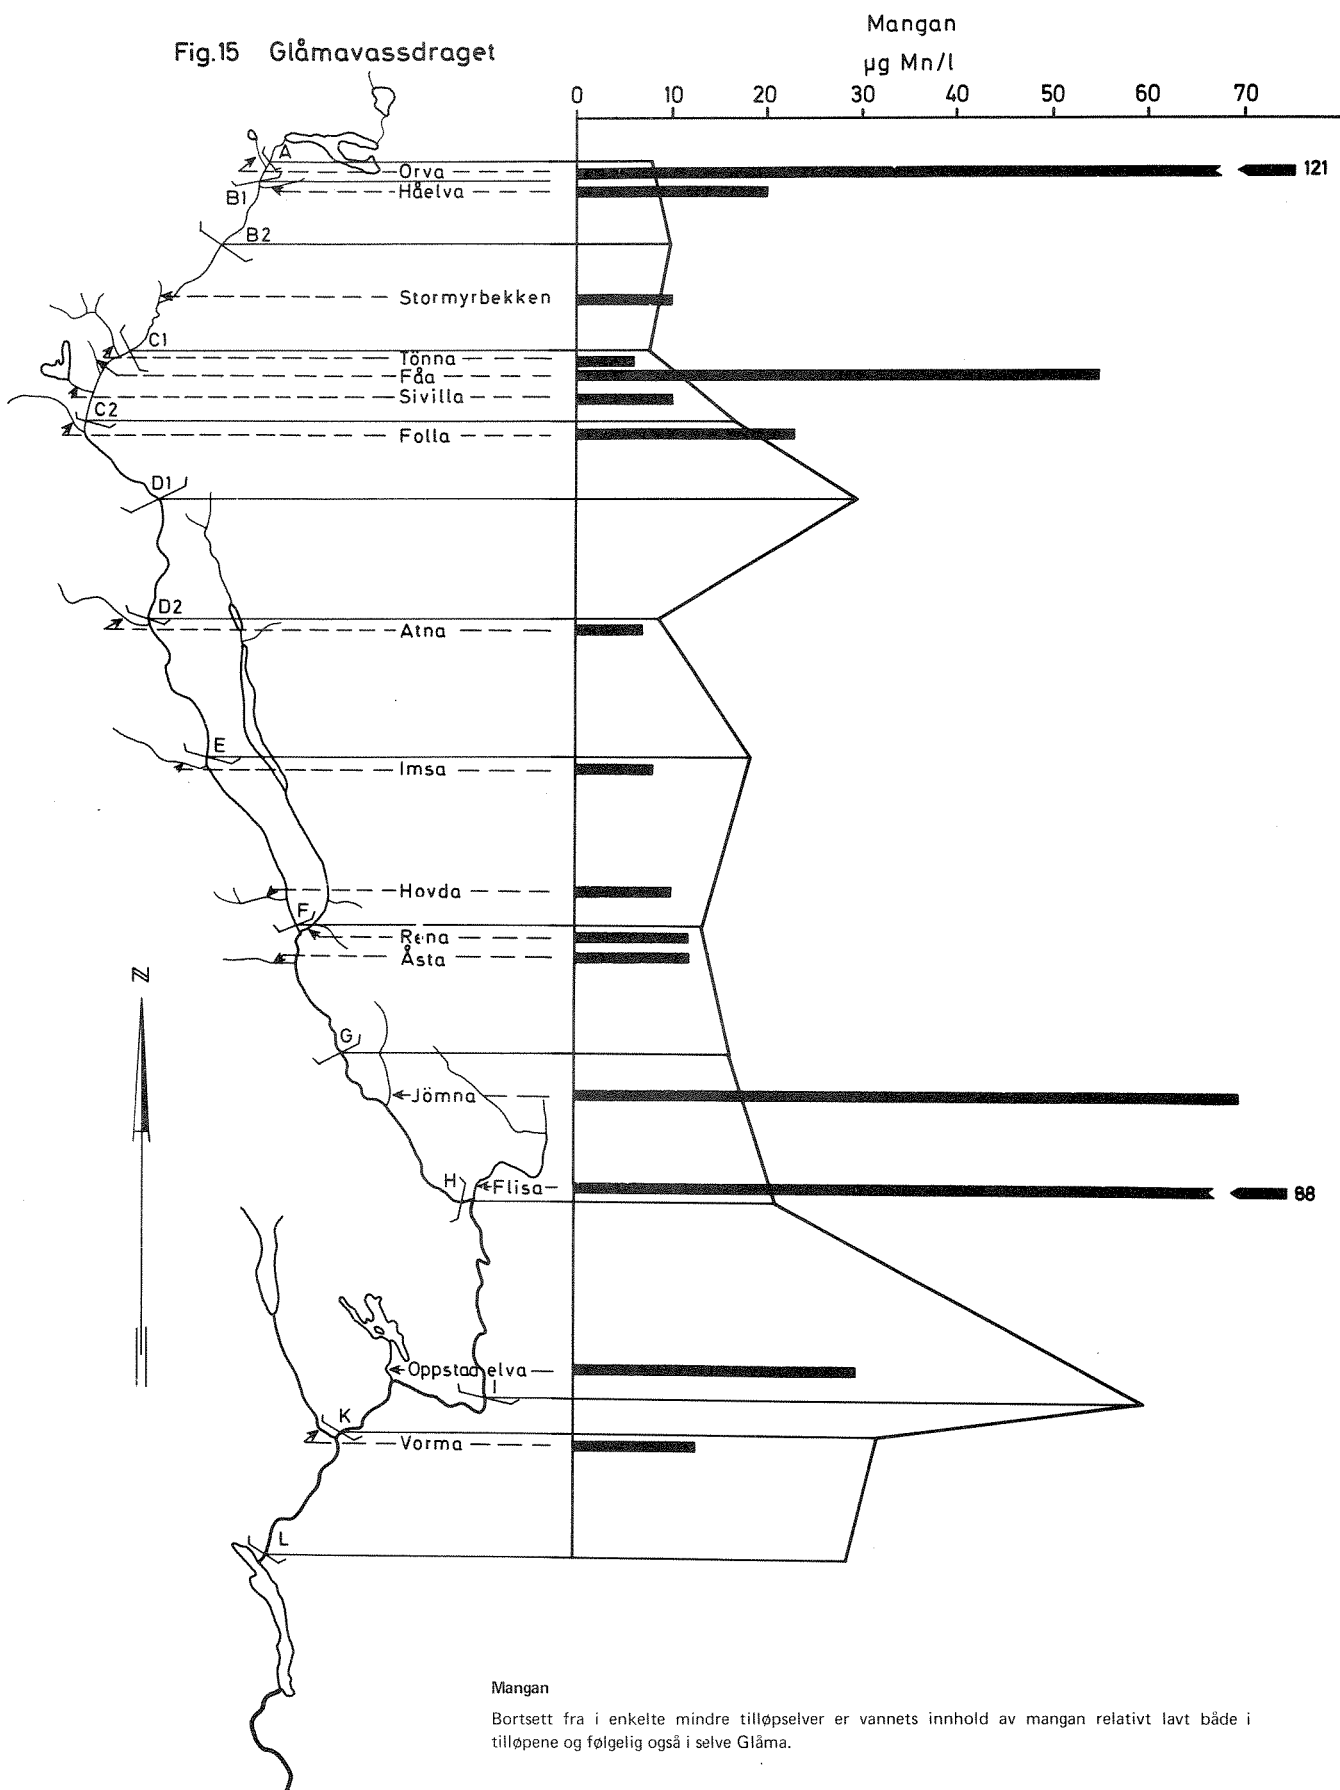 Fig.15 Glåmavassdraget
Mangan
µg Mn/l
0 10 20 30 40 50 60 70
A
Orva
121
B1
Håelva
B2
Stormyrbekken
C1
Tönna
Fåa
Sivilla
C2
Folla
D1
D2
Atna
E
Imsa
Hovda
F
Rena
Åsta
N
G
Jömna
H
Flisa
88
Oppstadelva
I
K
Vorma
L
Mangan
Bortsett fra i enkelte mindre tilløpselver er vannets innhold av mangan relativt lavt både i
tilløpene og følgelig også i selve Glåma.